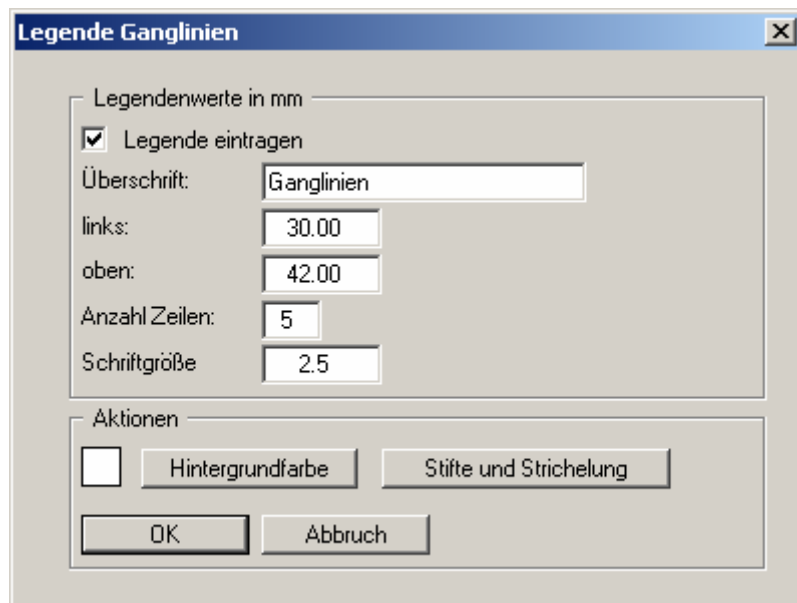 Legende Ganglinien
Legendenwerte in mm
Legende eintragen
Überschrift: Ganglinien
links: 30.00
oben: 42.00
Anzahl Zeilen: 5
Schriftgröße 2.5
Aktionen
Hintergrundfarbe Stifte und Strichelung
OK Abbruch